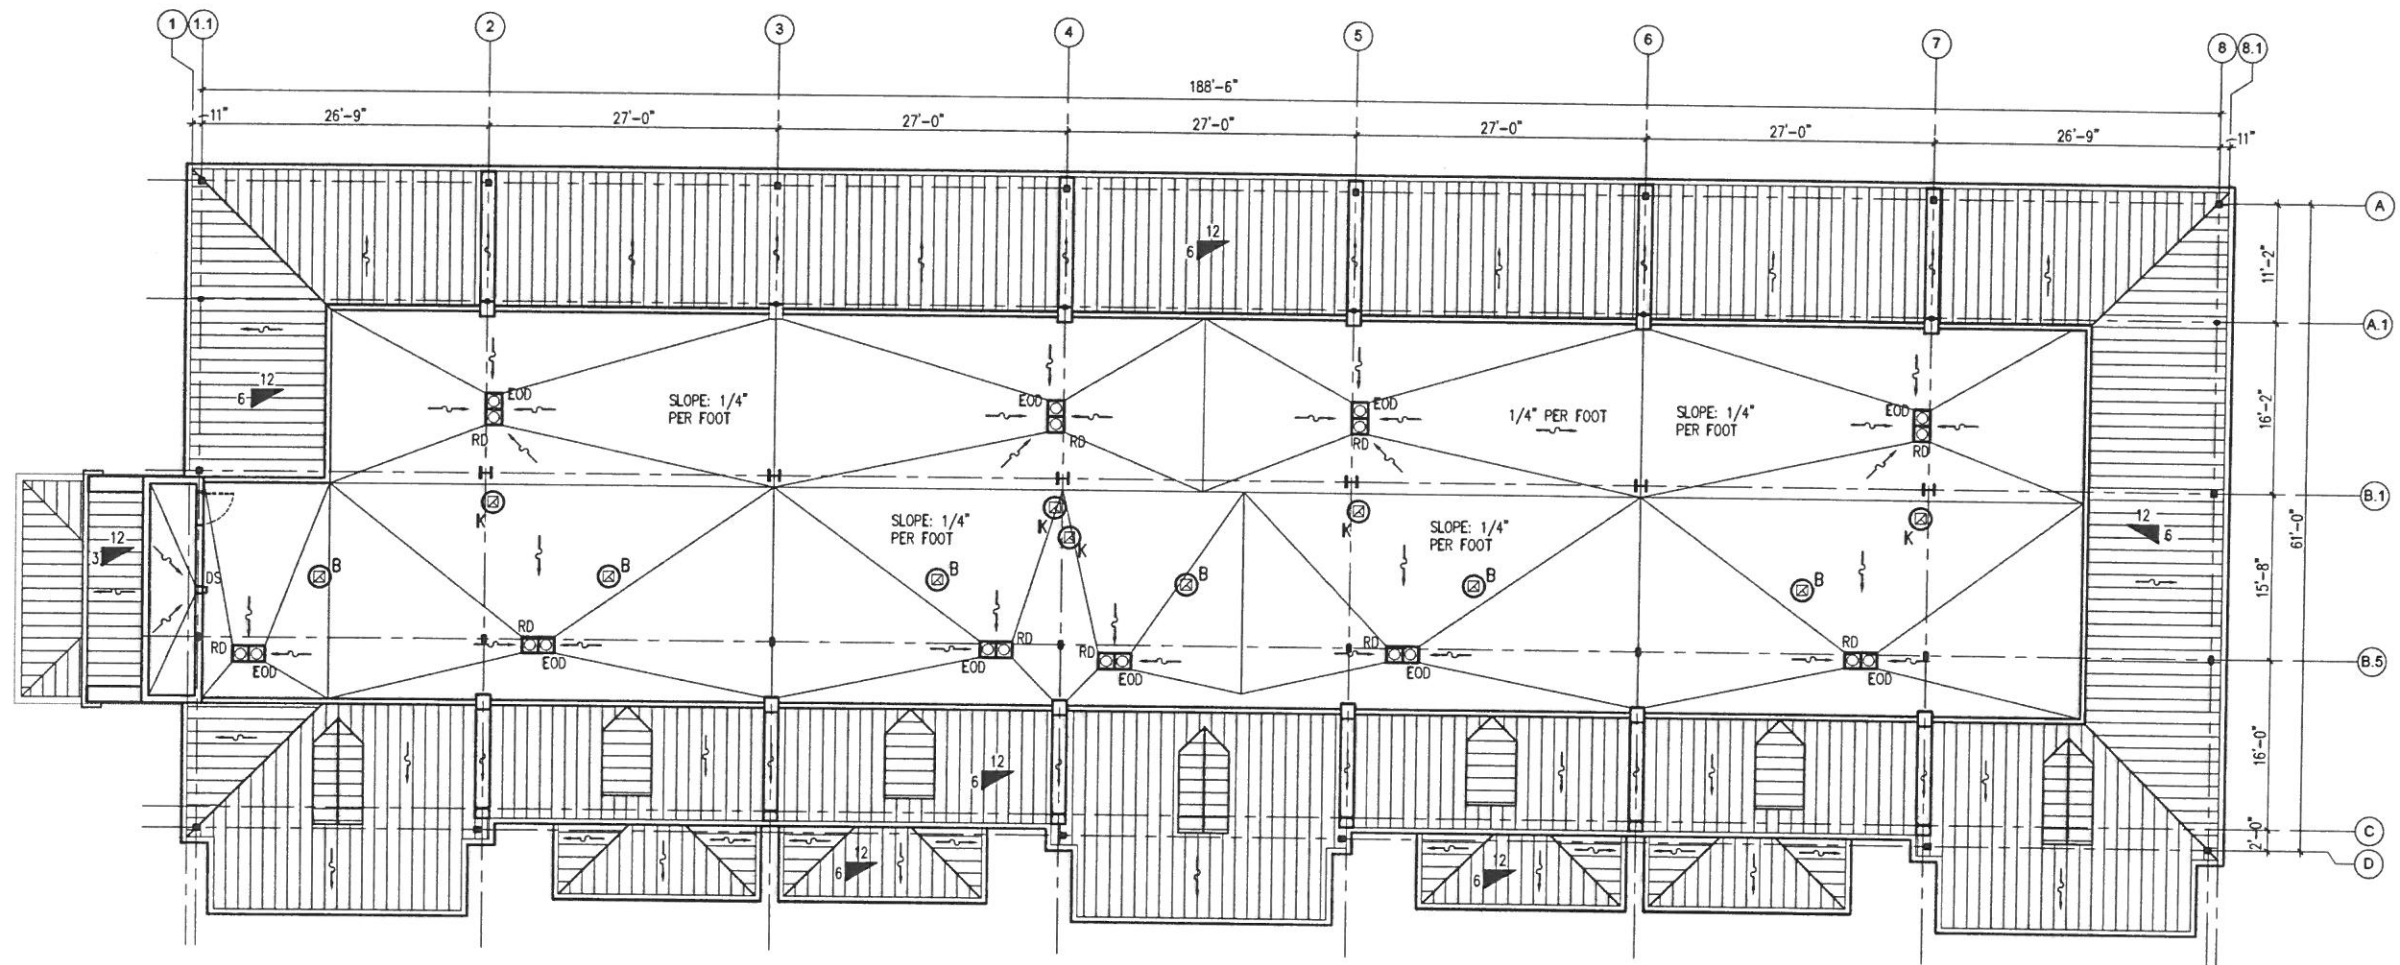 1 1.1 2 3 4 5 6 7 8 8.1
188'-6"
11" 26'-9" 27'-0" 27'-0" 27'-0" 27'-0" 27'-0" 26'-9" 11"
A
12
6
11'-2"
A.1
12
6
EOD
RD
SLOPE: 1/4"
PER FOOT
EOD
RD
EOD
RD
1/4" PER FOOT
SLOPE: 1/4"
PER FOOT
EOD
RD
16'-2"
B.1
K
K
K
K
K
SLOPE: 1/4"
PER FOOT
SLOPE: 1/4"
PER FOOT
12
6
61'-0"
12
3
DS
B
B
B
B
B
B
15'-8"
RD
EOD
RD
EOD
RD
EOD
RD
EOD
RD
EOD
RD
EOD
B.5
12
6
16'-0"
C
2'-0"
D
12
6
12
6